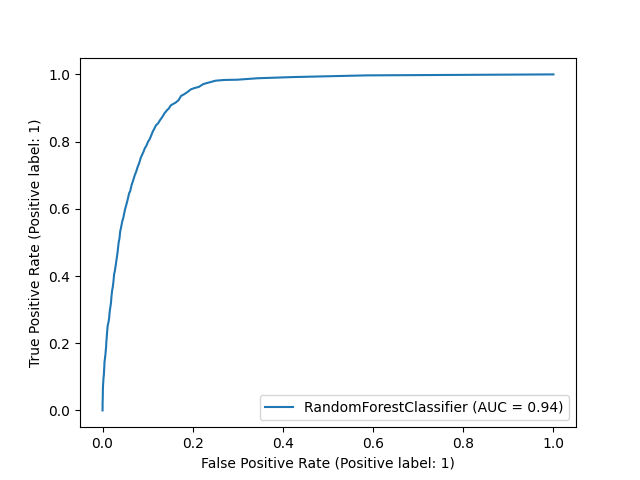 1.0
0.8
0.6
0.4
0.2
0.0
True Positive Rate (Positive label: 1)
RandomForestClassifier (AUC = 0.94)
0.0 0.2 0.4 0.6 0.8 1.0
False Positive Rate (Positive label: 1)